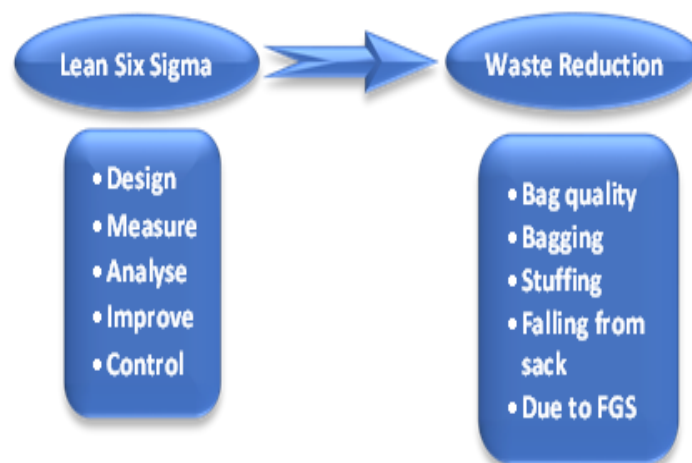 Lean Six Sigma
Waste Reduction
• Design
• Measure
• Analyse
• Improve
• Control
• Bag quality
• Bagging
• Stuffing
• Falling from
sack
• Due to FGS